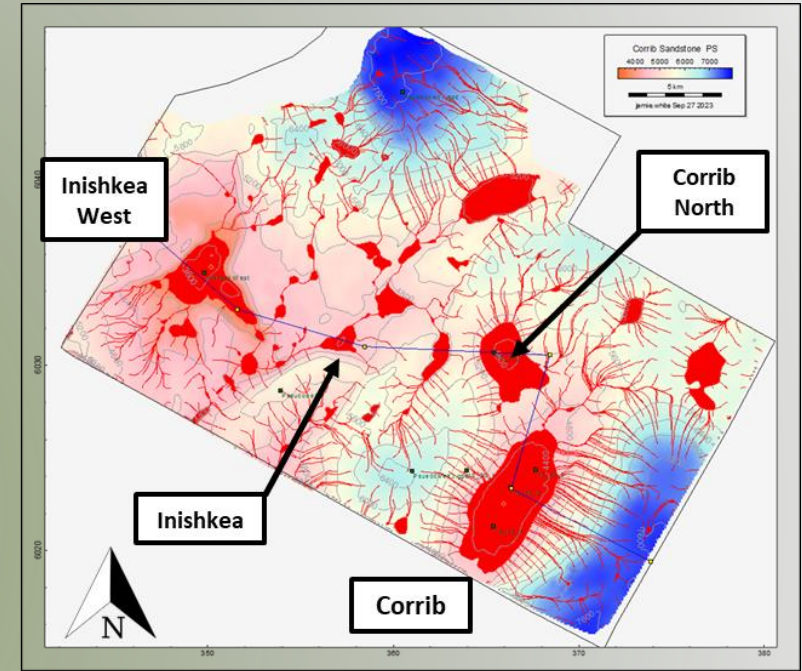 Corrib Sandstone PS
4000 5000 6000 7000
5 km
jamie.white Sep 27 2023
Inishkea
West
Corrib
North
6040
6030
6020
Inishkea
Corrib
N
350
360
370
380